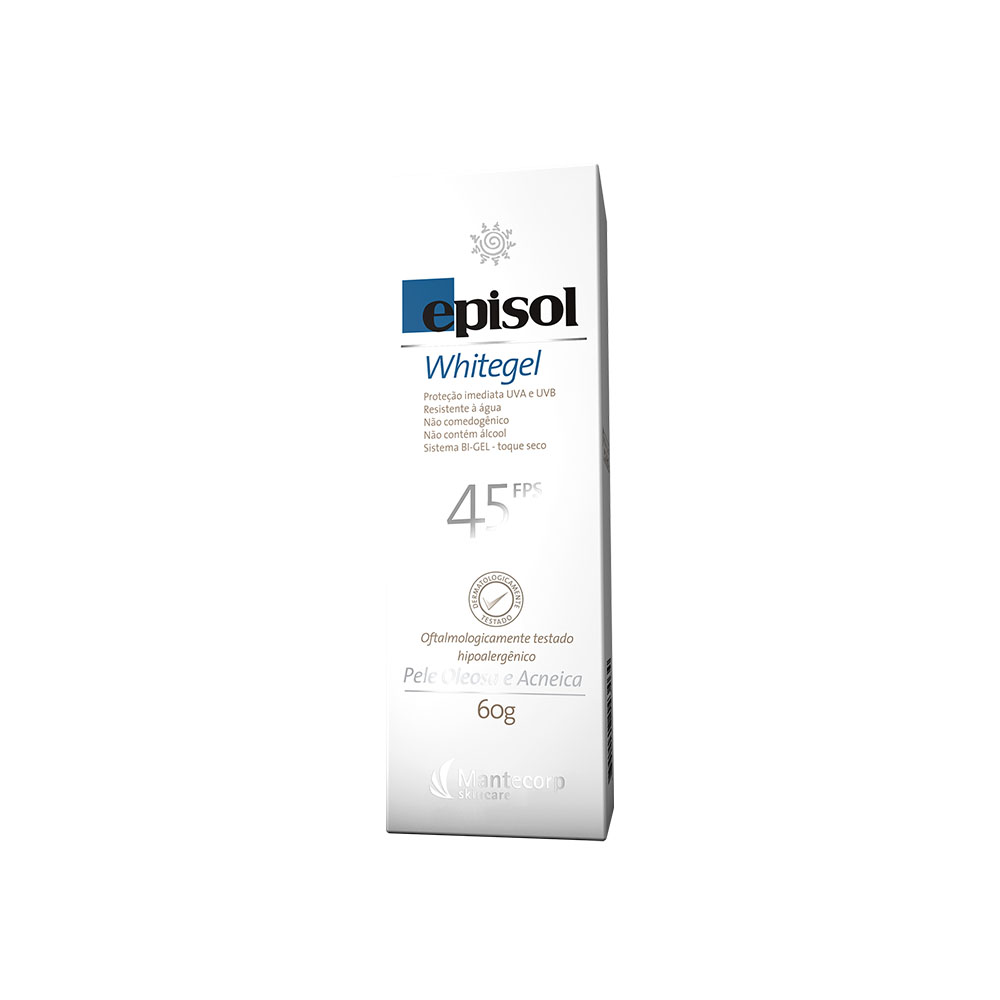 episol
Whitegel
Proteção imediata UVA e UVB
Resistente à água
Não comedogênico
Não contém álcool
Sistema BI-GEL - toque seco
45 FPS
DERMATOLOGICAMENTE
TESTADO
Oftalmologicamente testado
hipoalergênico
Pele Oleosa e Acneica
60g
Mantecorp
skincare